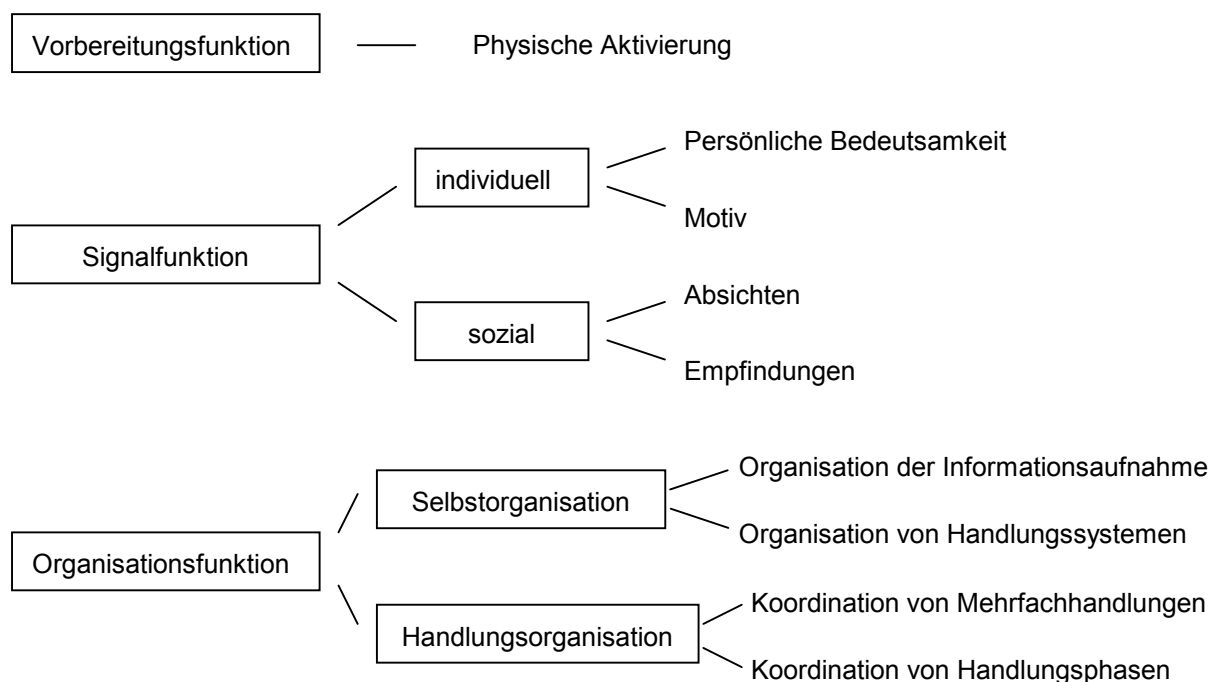 Vorbereitungsfunktion
Physische Aktivierung
Signalfunktion
individuell
Persönliche Bedeutsamkeit
Motiv
sozial
Absichten
Empfindungen
Organisationsfunktion
Selbstorganisation
Organisation der Informationsaufnahme
Organisation von Handlungssystemen
Handlungsorganisation
Koordination von Mehrfachhandlungen
Koordination von Handlungsphasen